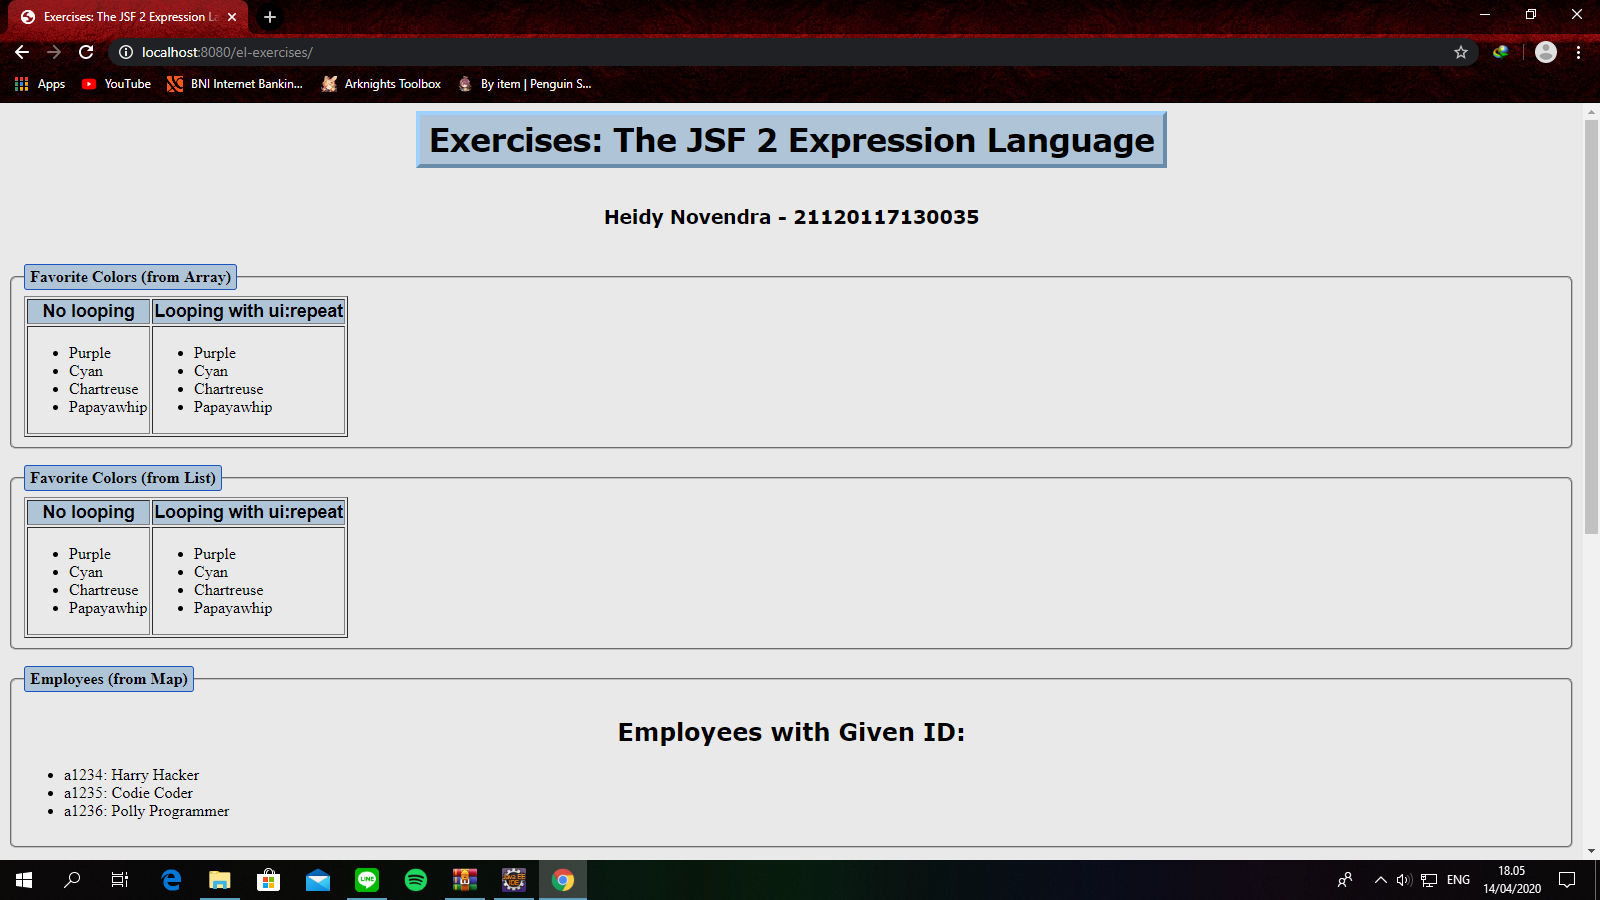 Exercises: The JSF 2 Expression La
localhost:8080/el-exercises/
Apps YouTube BNI Internet Bankin... Arknights Toolbox By item | Penguin S...
Exercises: The JSF 2 Expression Language
Heidy Novendra - 21120117130035
Favorite Colors (from Array)
No looping Looping with ui:repeat
• Purple • Purple
• Cyan • Cyan
• Chartreuse • Chartreuse
• Papayawhip • Papayawhip
Favorite Colors (from List)
No looping Looping with ui:repeat
• Purple • Purple
• Cyan • Cyan
• Chartreuse • Chartreuse
• Papayawhip • Papayawhip
Employees (from Map)
Employees with Given ID:
• a1234: Harry Hacker
• a1235: Codie Coder
• a1236: Polly Programmer
LINE
ENG
18.05
14/04/2020